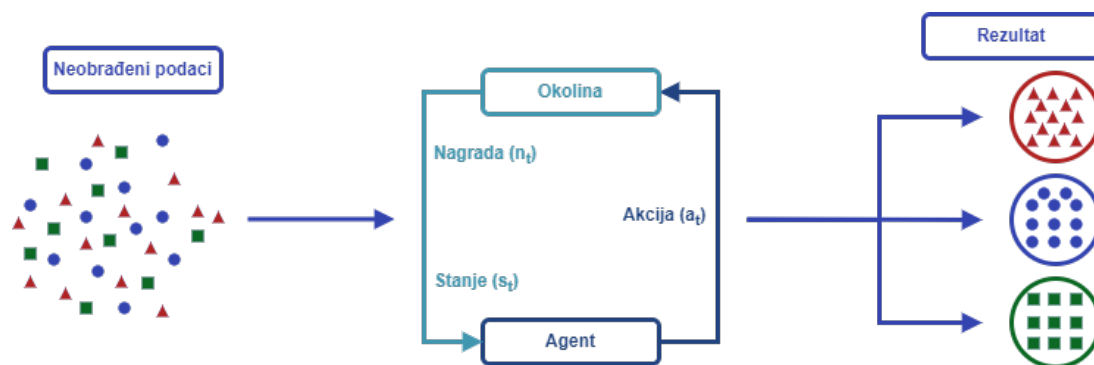 Neobrađeni podaci
Okolina
Nagrada (nₜ)
Akcija (aₜ)
Stanje (sₜ)
Agent
Rezultat